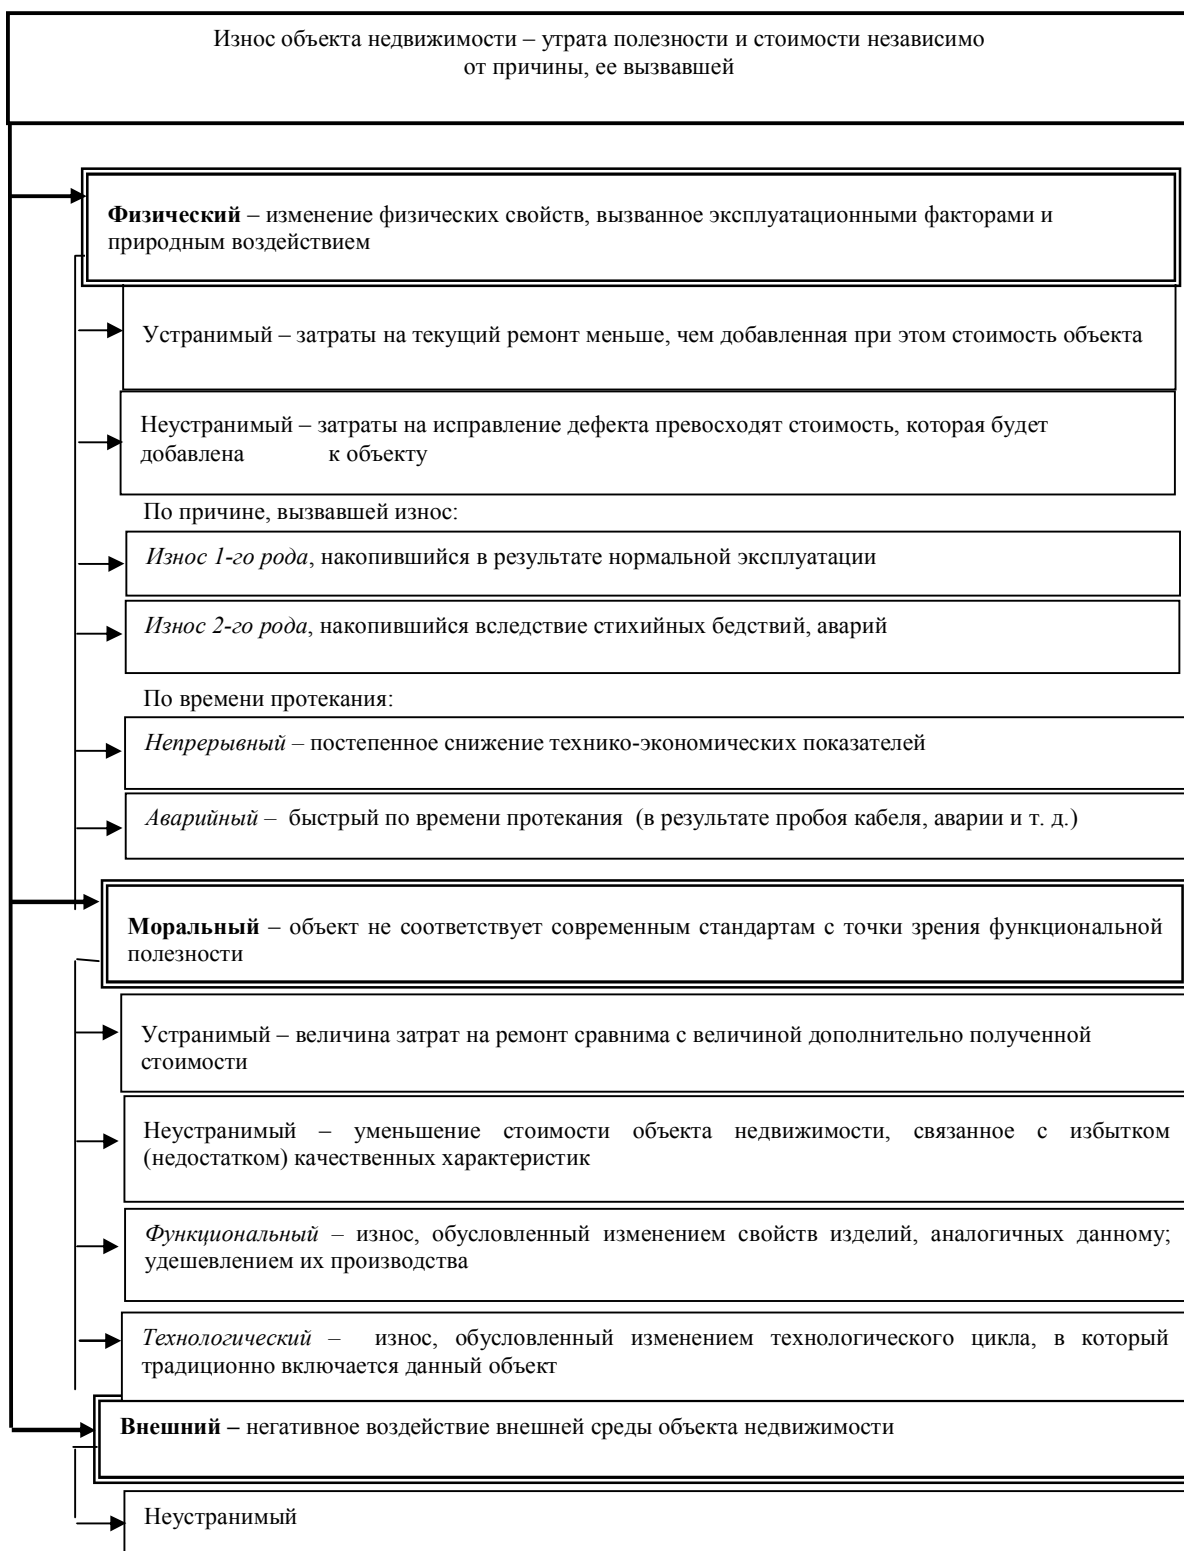 Износ объекта недвижимости – утрата полезности и стоимости независимо
от причины, ее вызвавшей
Физический – изменение физических свойств, вызванное эксплуатационными факторами и
природным воздействием
Устранимый – затраты на текущий ремонт меньше, чем добавленная при этом стоимость объекта
Неустранимый – затраты на исправление дефекта превосходят стоимость, которая будет
добавлена к объекту
По причине, вызвавшей износ:
Износ 1-го рода, накопившийся в результате нормальной эксплуатации
Износ 2-го рода, накопившийся вследствие стихийных бедствий, аварий
По времени протекания:
Непрерывный – постепенное снижение технико-экономических показателей
Аварийный – быстрый по времени протекания (в результате пробоя кабеля, аварии и т. д.)
Моральный – объект не соответствует современным стандартам с точки зрения функциональной
полезности
Устранимый – величина затрат на ремонт сравнима с величиной дополнительно полученной
стоимости
Неустранимый – уменьшение стоимости объекта недвижимости, связанное с избытком
(недостатком) качественных характеристик
Функциональный – износ, обусловленный изменением свойств изделий, аналогичных данному;
удешевлением их производства
Технологический – износ, обусловленный изменением технологического цикла, в который
традиционно включается данный объект
Внешний – негативное воздействие внешней среды объекта недвижимости
Неустранимый